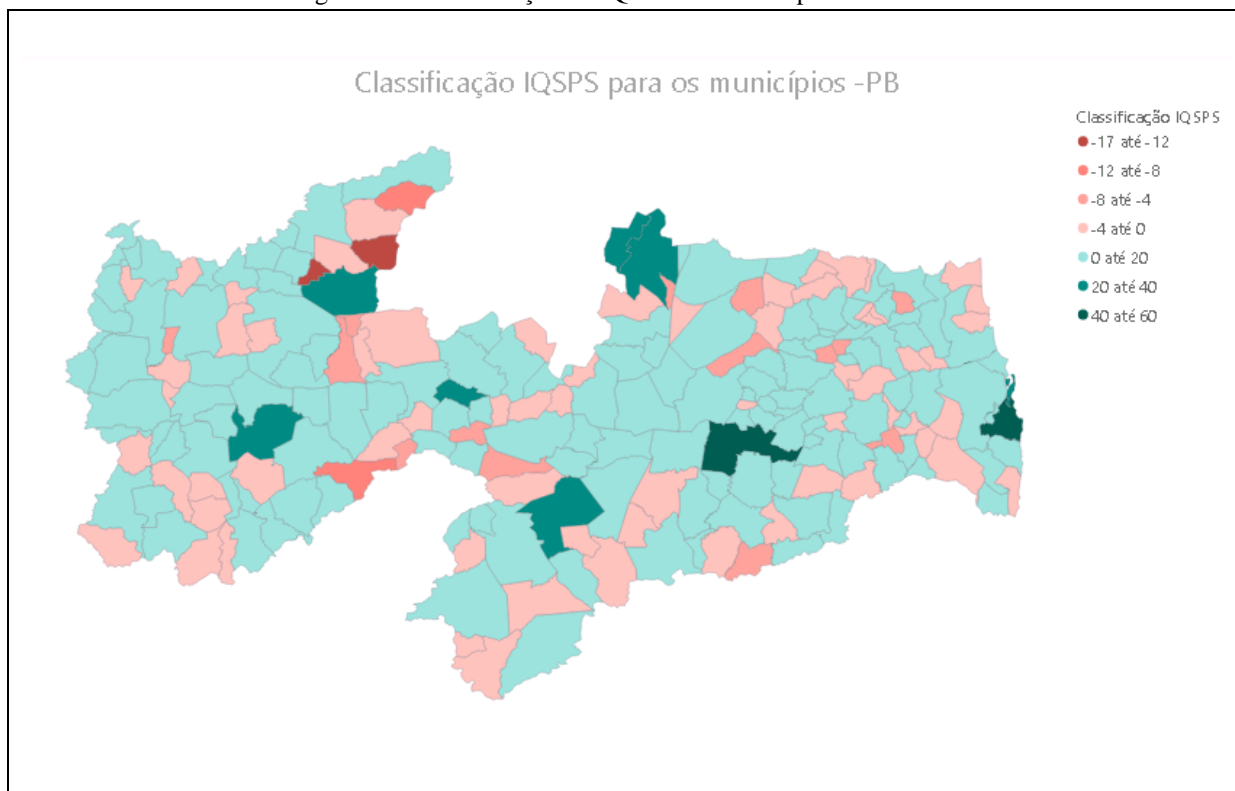 Classificação IQSPS para os municípios -PB
Classificação IQSPS
-17 até -12
-12 até -8
-8 até -4
-4 até 0
0 até 20
20 até 40
40 até 60